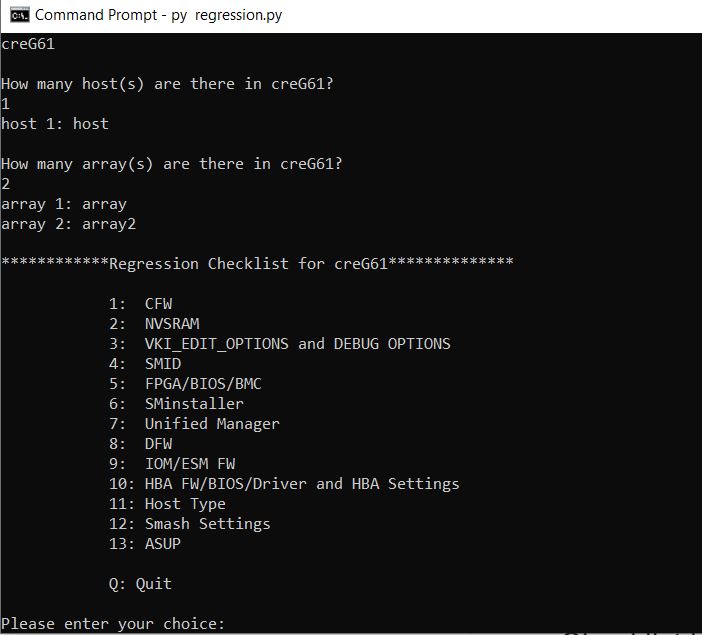 Command Prompt - py regression.py
creG61
How many host(s) are there in creG61?
1
host 1: host
How many array(s) are there in creG61?
2
array 1: array
array 2: array2
************Regression Checklist for creG61**************
1: CFW
2: NVSRAM
3: VKI_EDIT_OPTIONS and DEBUG OPTIONS
4: SMID
5: FPGA/BIOS/BMC
6: SMinstaller
7: Unified Manager
8: DFW
9: IOM/ESM FW
10: HBA FW/BIOS/Driver and HBA Settings
11: Host Type
12: Smash Settings
13: ASUP
Q: Quit
Please enter your choice: